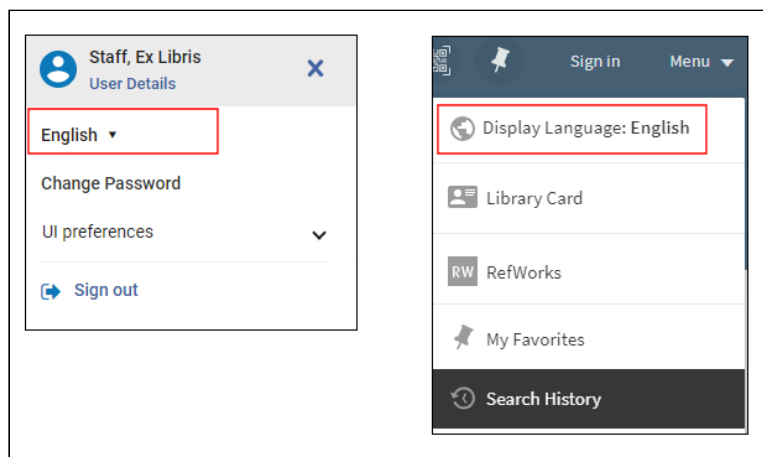 Staff, Ex Libris
User Details
English
Change Password
UI preferences
Sign out
Sign in Menu
Display Language: English
Library Card
RW RefWorks
My Favorites
Search History